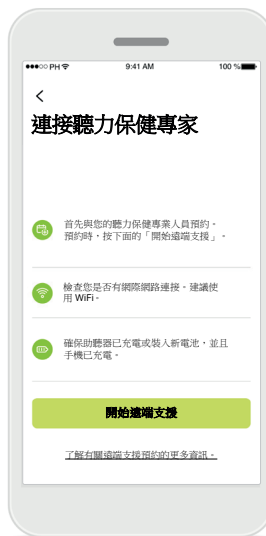 PH 9:41 AM 100 %
連接聽力保健專家
首先與您的聽力保健專業人員預約。
預約時，按下面的「開始遠端支援」。
檢查您是否有網際網路連接。建議使
用 WiFi。
確保助聽器已充電或裝入新電池，並且
手機已充電。
開始遠端支援
了解有關遠端支援預約的更多資訊。